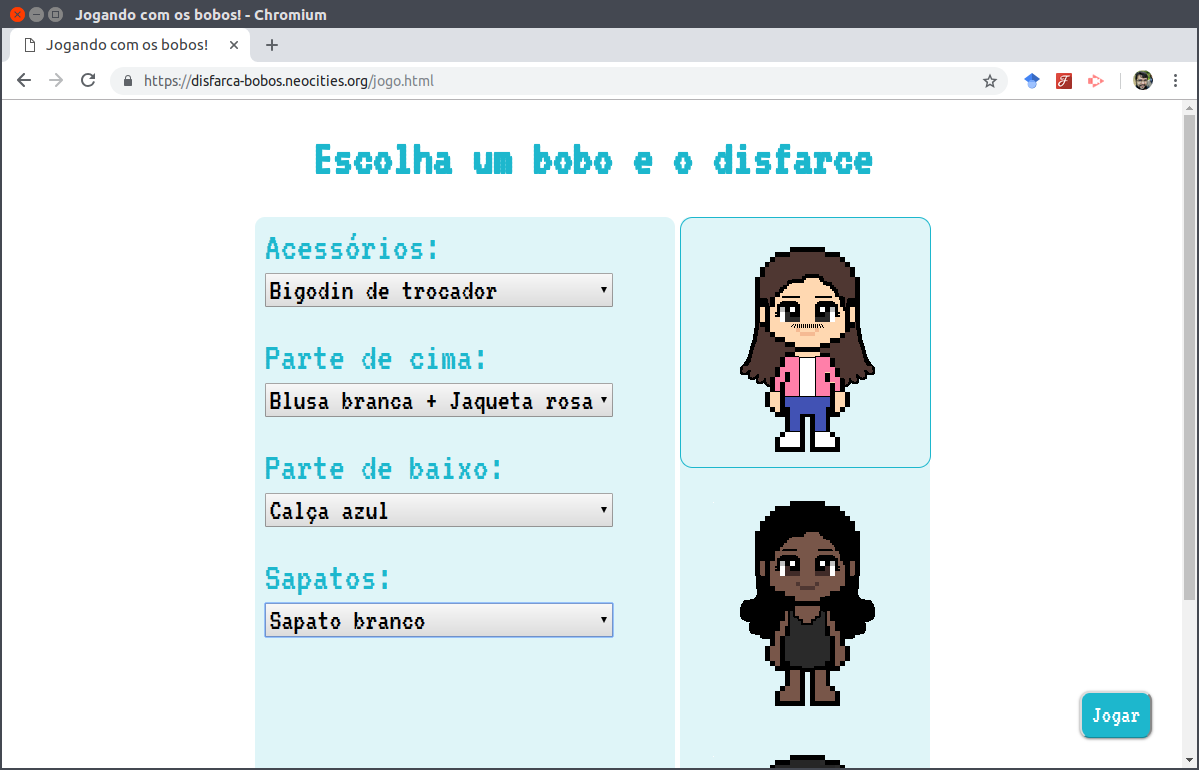 Jogando com os bobos! - Chromium
Jogando com os bobos!
https://disfarca-bobos.neocities.org/jogo.html
Escolha um bobo e o disfarce
Acessórios:
Bigodin de trocador
Parte de cima:
Blusa branca + Jaqueta rosa
Parte de baixo:
Calça azul
Sapatos:
Sapato branco
Jogar